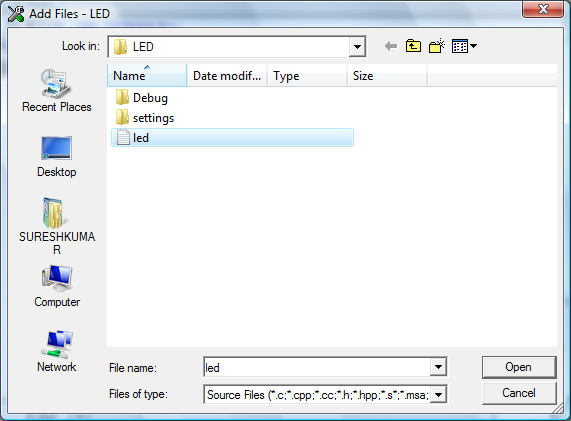 Add Files - LED
Look in:
LED
Name
Date modif...
Type
Size
Recent Places
Desktop
SURESHKUMA
R
Computer
Network
Debug
settings
led
File name:
led
Open
Files of type:
Source Files (*.c;*.cpp;*.cc;*.h;*.hpp;*.s*;*.msa;
Cancel